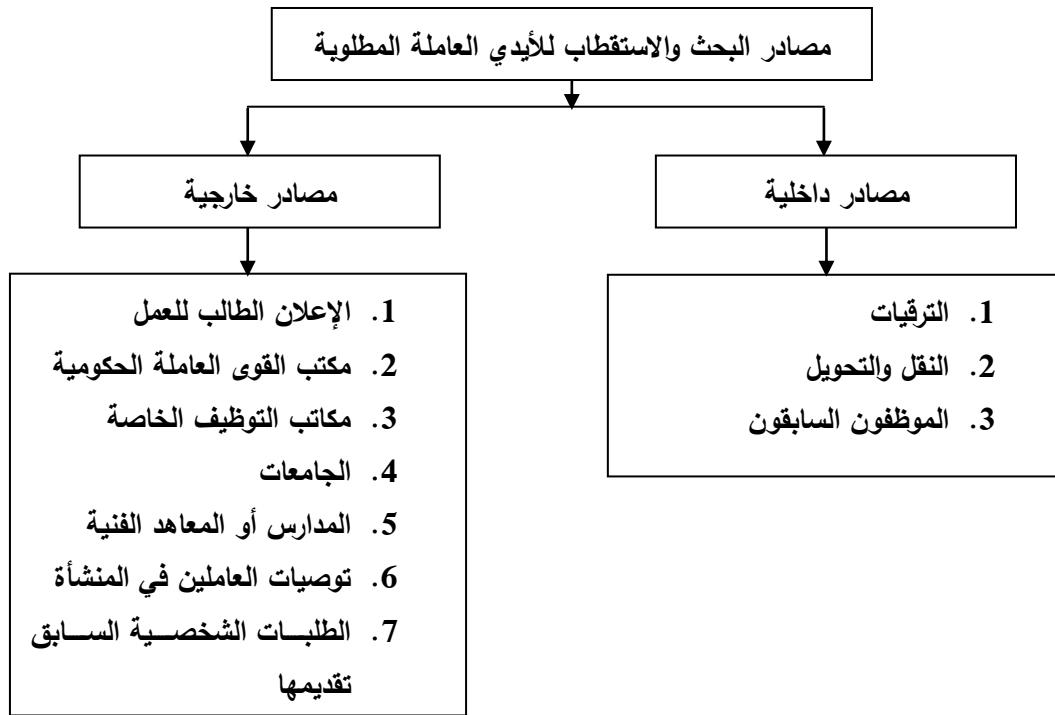 مصادر البحث والاستقطاب للأيدي العاملة المطلوبة
مصادر داخلية
1. الترقيات
2. النقل والتحويل
3. الموظفون السابقون
مصادر خارجية
1. الإعلان الطالب للعمل
2. مكتب القوى العاملة الحكومية
3. مكاتب التوظيف الخاصة
4. الجامعات
5. المدارس أو المعاهد الفنية
6. توصيات العاملين في المنشأة
7. الطلبات الشخصية السابق
تقديمها